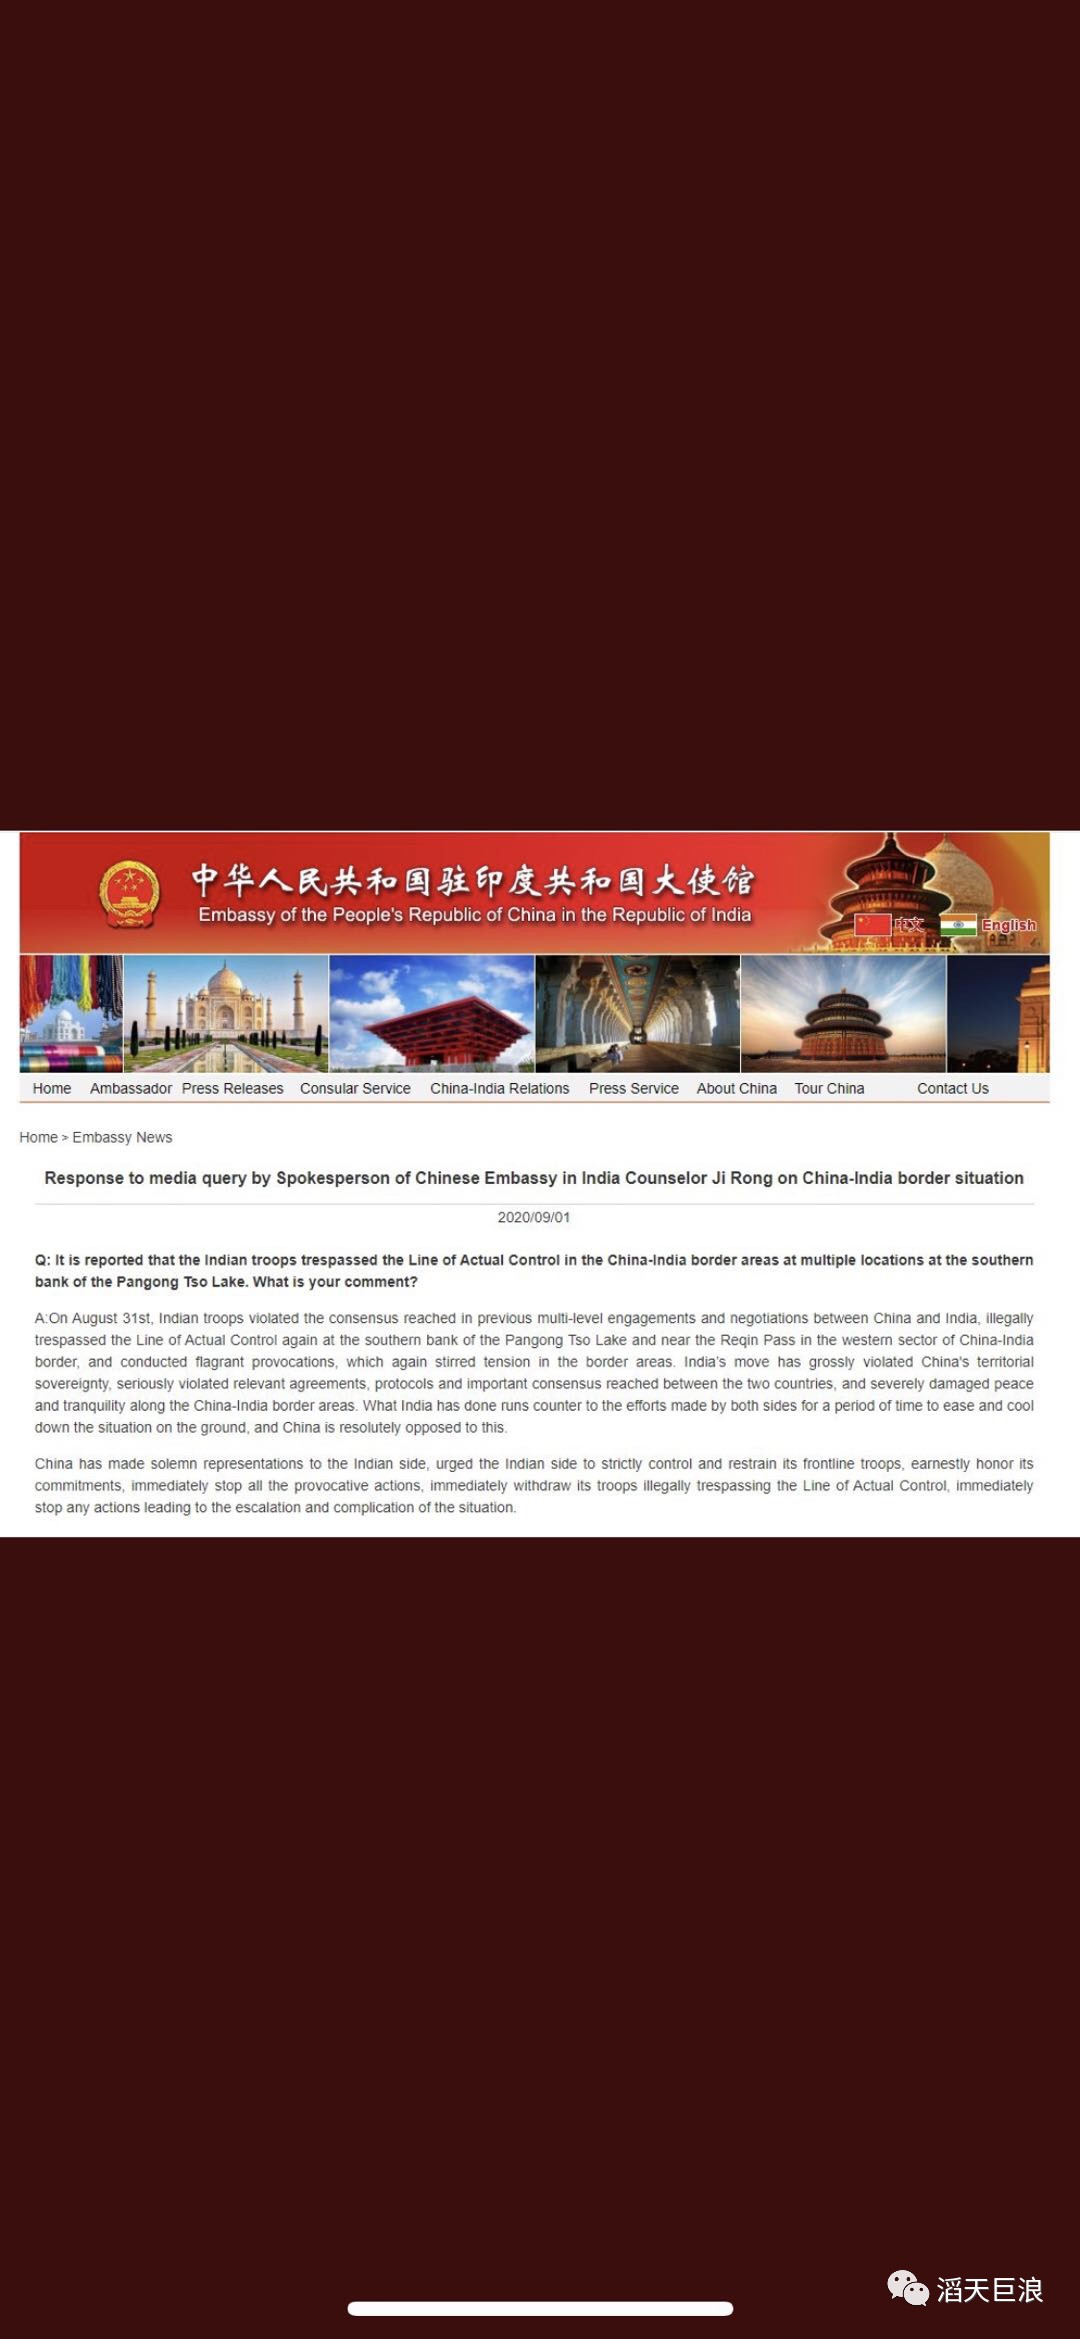 中华人民共和国驻印度共和国大使馆
Embassy of the People's Republic of China in the Republic of India
中文 English
Home Ambassador Press Releases Consular Service China-India Relations Press Service About China Tour China Contact Us
Home > Embassy News
Response to media query by Spokesperson of Chinese Embassy in India Counselor Ji Rong on China-India border situation
2020/09/01
Q: It is reported that the Indian troops trespassed the Line of Actual Control in the China-India border areas at multiple locations at the southern
bank of the Pangong Tso Lake. What is your comment?
A:On August 31st, Indian troops violated the consensus reached in previous multi-level engagements and negotiations between China and India, illegally
trespassed the Line of Actual Control again at the southern bank of the Pangong Tso Lake and near the Reqin Pass in the western sector of China-India
border, and conducted flagrant provocations, which again stirred tension in the border areas. India's move has grossly violated China's territorial
sovereignty, seriously violated relevant agreements, protocols and important consensus reached between the two countries, and severely damaged peace
and tranquility along the China-India border areas. What India has done runs counter to the efforts made by both sides for a period of time to ease and cool
down the situation on the ground, and China is resolutely opposed to this.
China has made solemn representations to the Indian side, urged the Indian side to strictly control and restrain its frontline troops, earnestly honor its
commitments, immediately stop all the provocative actions, immediately withdraw its troops illegally trespassing the Line of Actual Control, immediately
stop any actions leading to the escalation and complication of the situation.
滔天巨浪